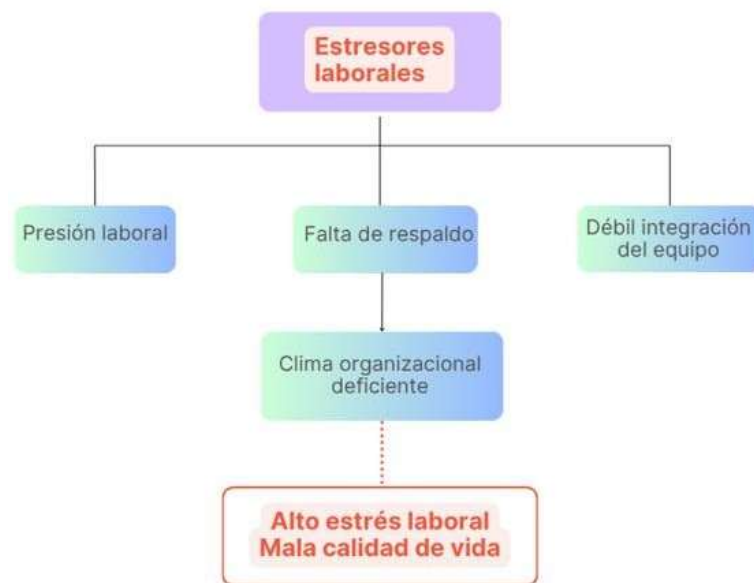 Estresores
laborales
Presión laboral
Falta de respaldo
Débil integración
del equipo
Clima organizacional
deficiente
Alto estrés laboral
Mala calidad de vida